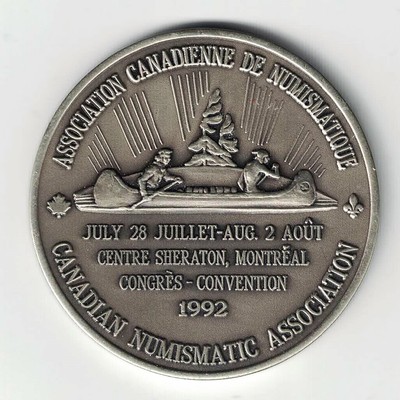 ASSOCIATION CANADIENNE DE NUMISMATIQUE
JULY 28 JUILLET-AUG. 2 AOÛT
CENTRE SHERATON, MONTRÉAL
CONGRÈS - CONVENTION
1992
CANADIAN NUMISMATIC ASSOCIATION